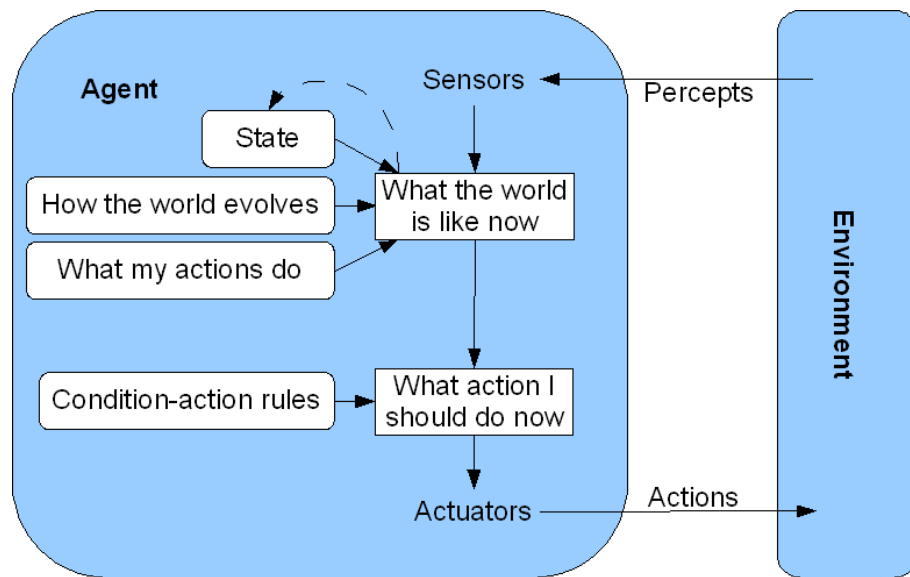 Agent
Sensors
Percepts
State
How the world evolves
What my actions do
What the world
is like now
Condition-action rules
What action I
should do now
Actuators
Actions
Environment